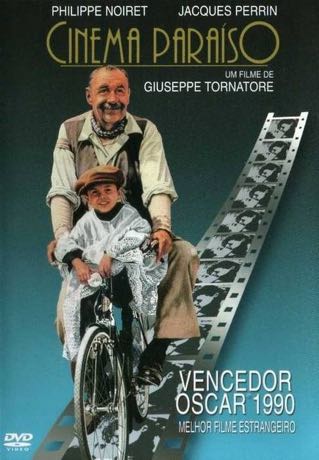 PHILIPPE NOIRET JACQUES PERRIN
CINEMA PARAÍSO
UM FILME DE
GIUSEPPE TORNATORE
VENCEDOR
OSCAR 1990
MELHOR FILME ESTRANGEIRO
DVD
VIDEO